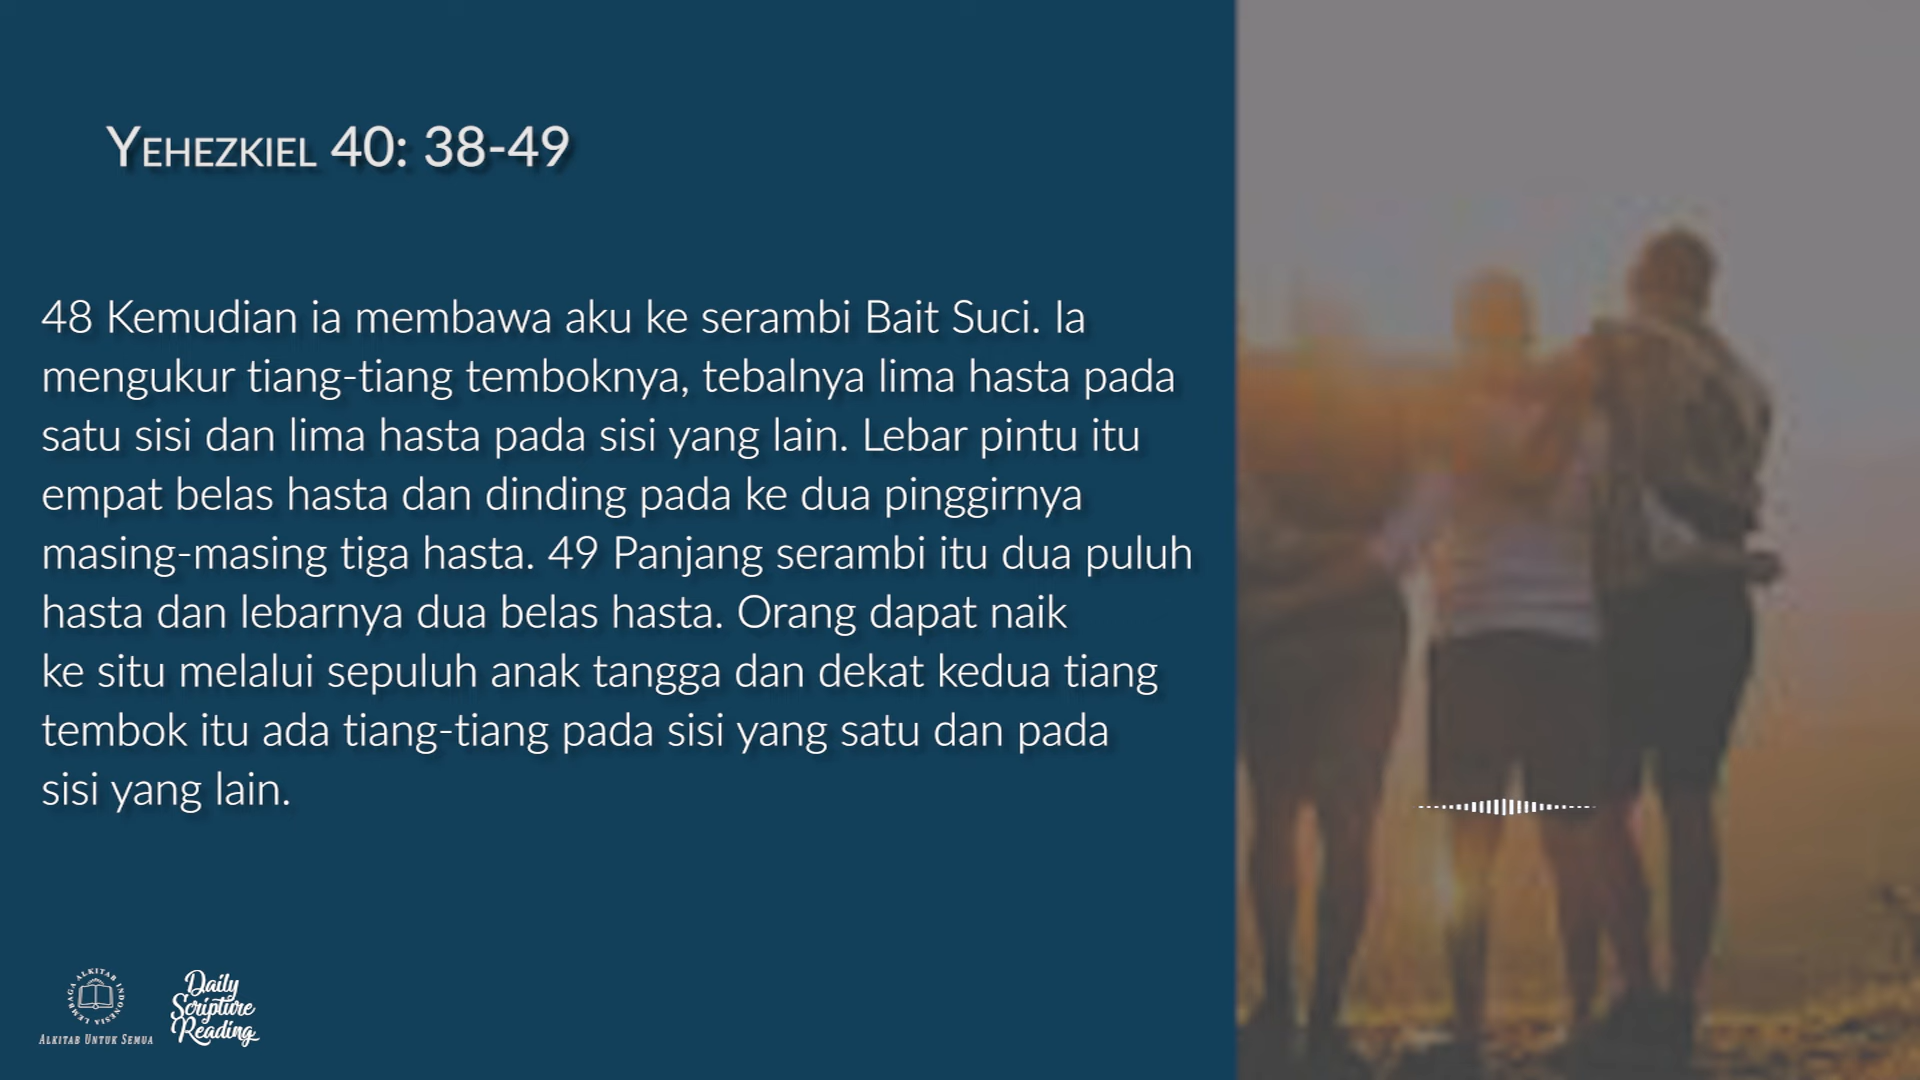 YEHEZKIEL 40: 38-49
48 Kemudian ia membawa aku ke serambi Bait Suci. Ia
mengukur tiang-tiang temboknya, tebalnya lima hasta pada
satu sisi dan lima hasta pada sisi yang lain. Lebar pintu itu
empat belas hasta dan dinding pada ke dua pinggirnya
masing-masing tiga hasta. 49 Panjang serambi itu dua puluh
hasta dan lebarnya dua belas hasta. Orang dapat naik
ke situ melalui sepuluh anak tangga dan dekat kedua tiang
tembok itu ada tiang-tiang pada sisi yang satu dan pada
sisi yang lain.
LEMBAGA ALKITAB INDONESIA
ALKITAB UNTUK SEMUA
Daily
Scripture
Reading